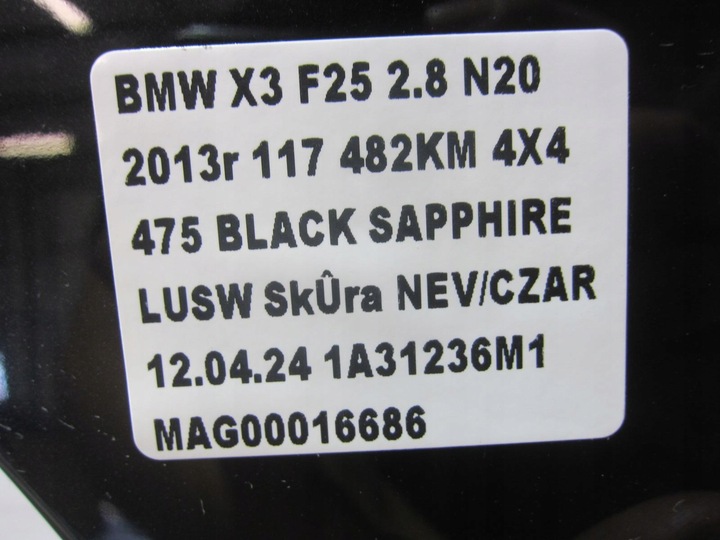 BMW X3 F25 2.8 N20
2013r 117 482KM 4X4
475 BLACK SAPPHIRE
LUSW SkÛra NEV/CZAR
12.04.24 1A31236M1
MAG00016686